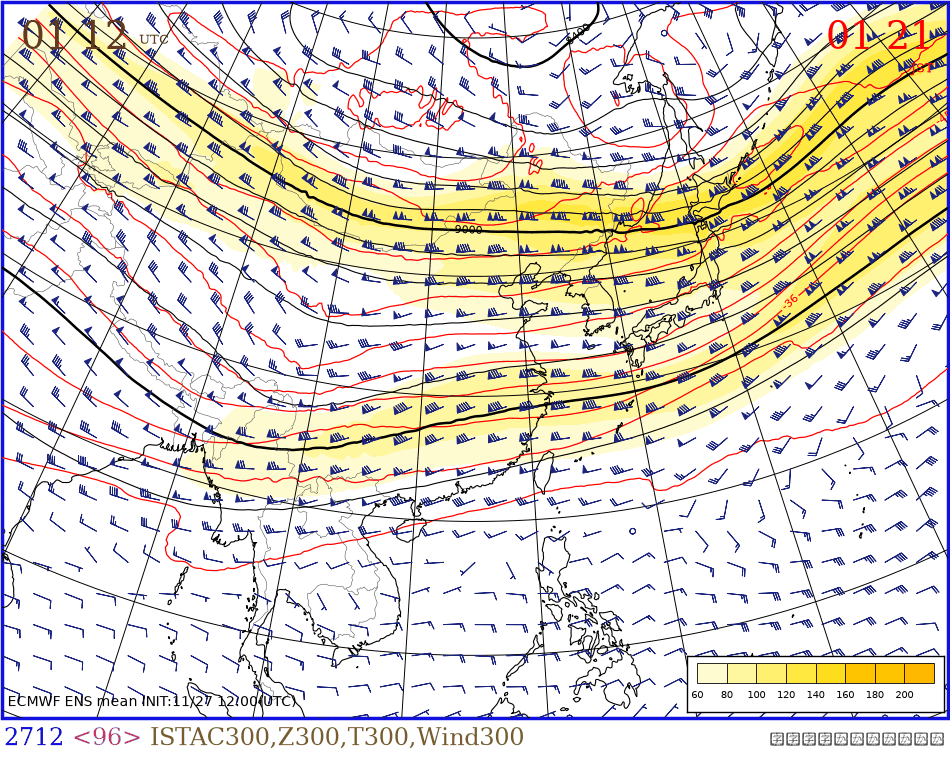 01 12 UTC
01 21
9000
-36
60 80 100 120 140 160 180 200
ECMWF ENS mean INIT:11/27 12:00(UTC)
2712 <96> ISTAC300,Z300,T300,Wind300